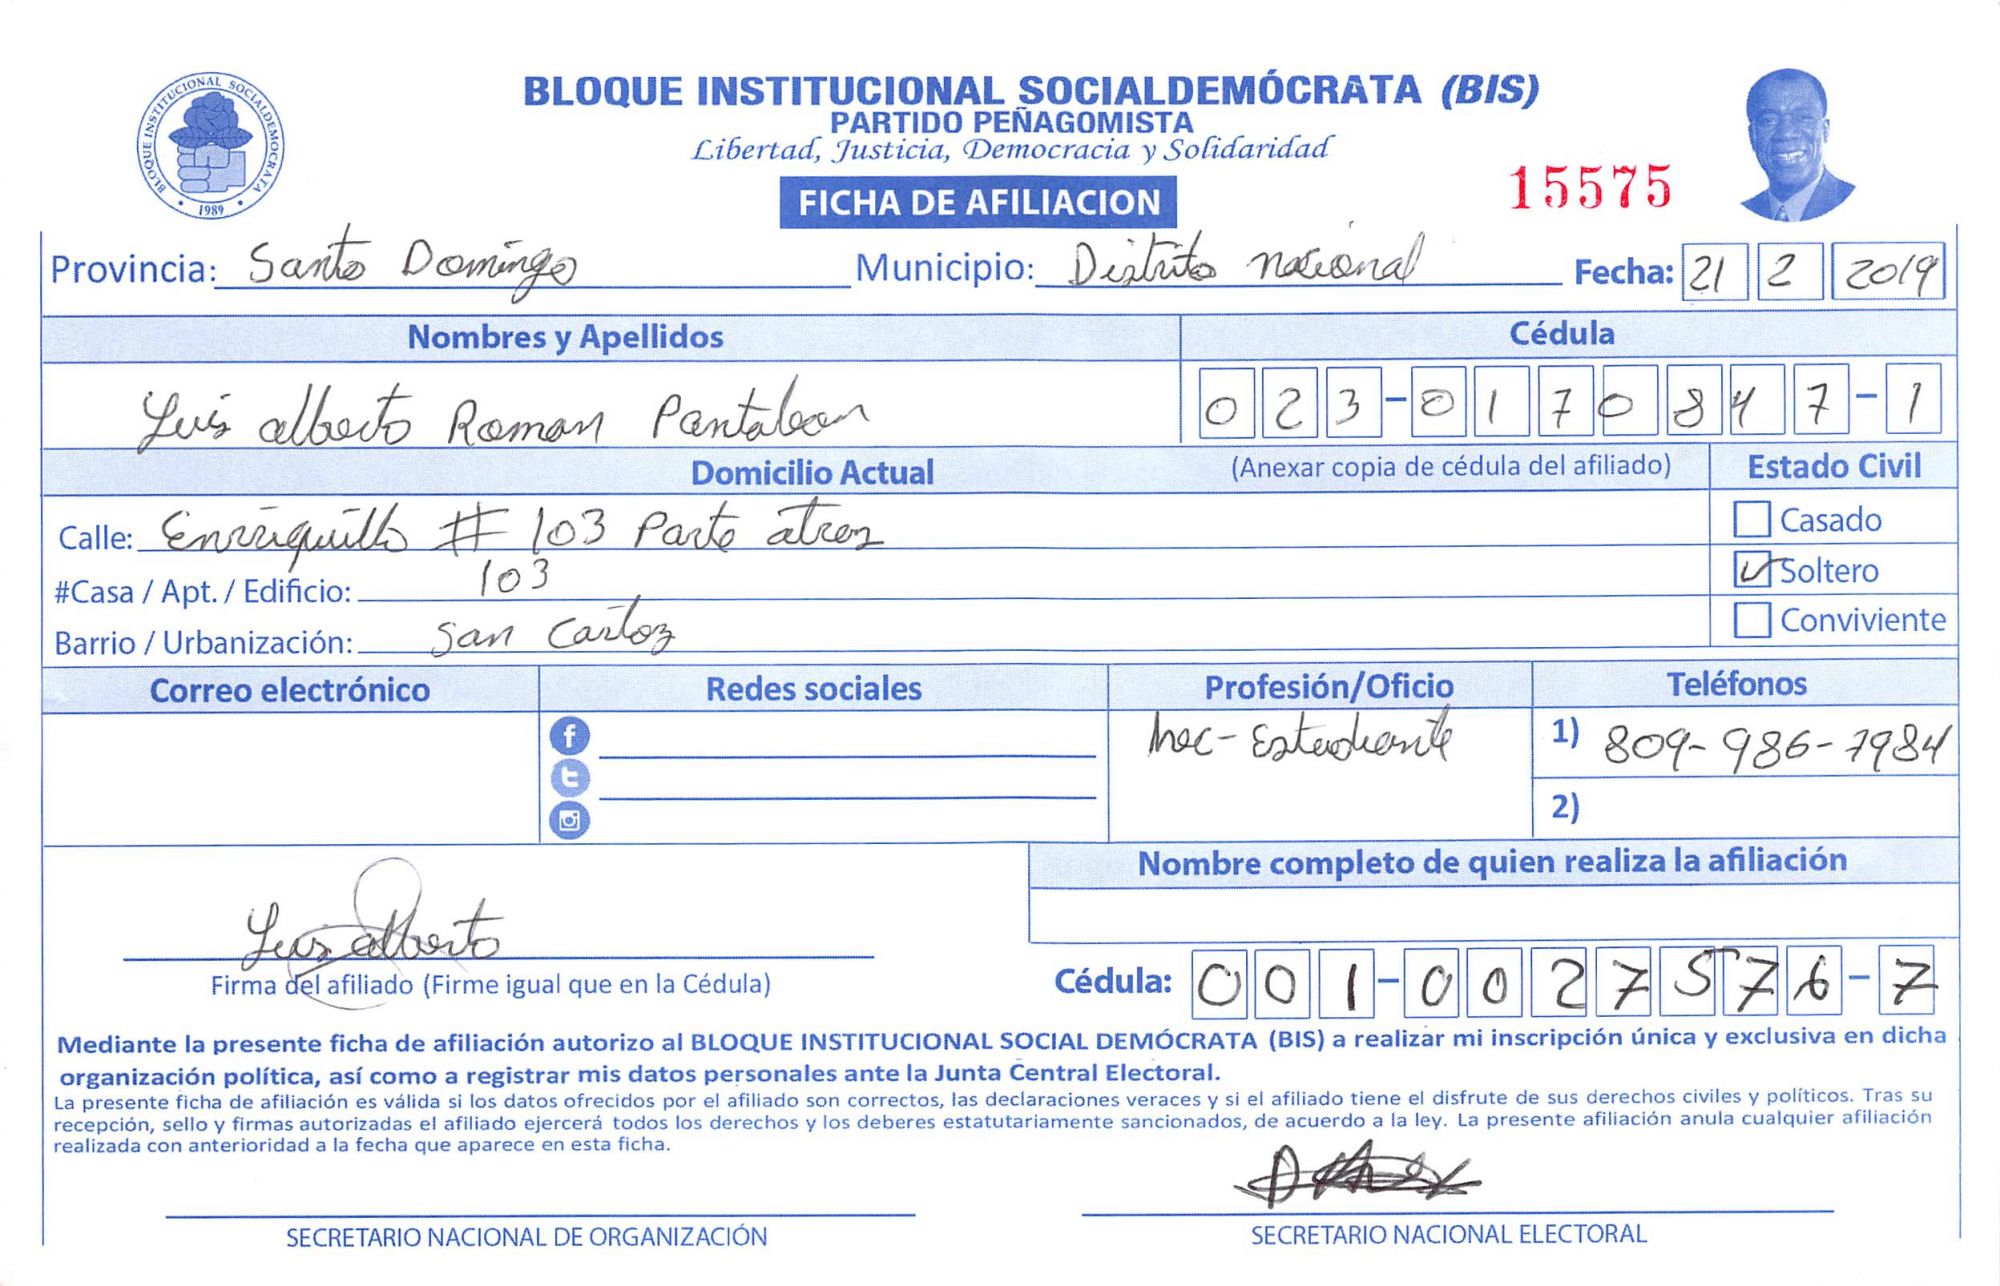 BLOQUE INSTITUCIONAL SOCIALDEMÓCRATA (BIS)
PARTIDO PEÑAGOMISTA
Libertad, Justicia, Democracia y Solidaridad
BLOQUE INSTITUCIONAL SOCIALDEMOCRATA
1989
FICHA DE AFILIACION
15575
Provincia: Santo Domingo Municipio: Distrito nacional Fecha: 21 2 2019
Nombres y Apellidos Cédula
Luis alberto Roman Pantaleon 023-0170847-1
Domicilio Actual (Anexar copia de cédula del afiliado) Estado Civil
Calle: Enriquillo # 103 Parte atras Casado
#Casa / Apt. / Edificio: 103 Soltero
Barrio / Urbanización: San Carlos Conviviente
Correo electrónico Redes sociales Profesión/Oficio Teléfonos
Estudiante 1) 809-986-7984
2)
Nombre completo de quien realiza la afiliación
Luis alberto
Firma del afiliado (Firme igual que en la Cédula) Cédula: 001-0027576-7
Mediante la presente ficha de afiliación autorizo al BLOQUE INSTITUCIONAL SOCIAL DEMÓCRATA (BIS) a realizar mi inscripción única y exclusiva en dicha
organización política, así como a registrar mis datos personales ante la Junta Central Electoral.
La presente ficha de afiliación es válida si los datos ofrecidos por el afiliado son correctos, las declaraciones veraces y si el afiliado tiene el disfrute de sus derechos civiles y políticos. Tras su
recepción, sello y firmas autorizadas el afiliado ejercerá todos los derechos y los deberes estatutariamente sancionados, de acuerdo a la ley. La presente afiliación anula cualquier afiliación
realizada con anterioridad a la fecha que aparece en esta ficha.
SECRETARIO NACIONAL DE ORGANIZACIÓN SECRETARIO NACIONAL ELECTORAL